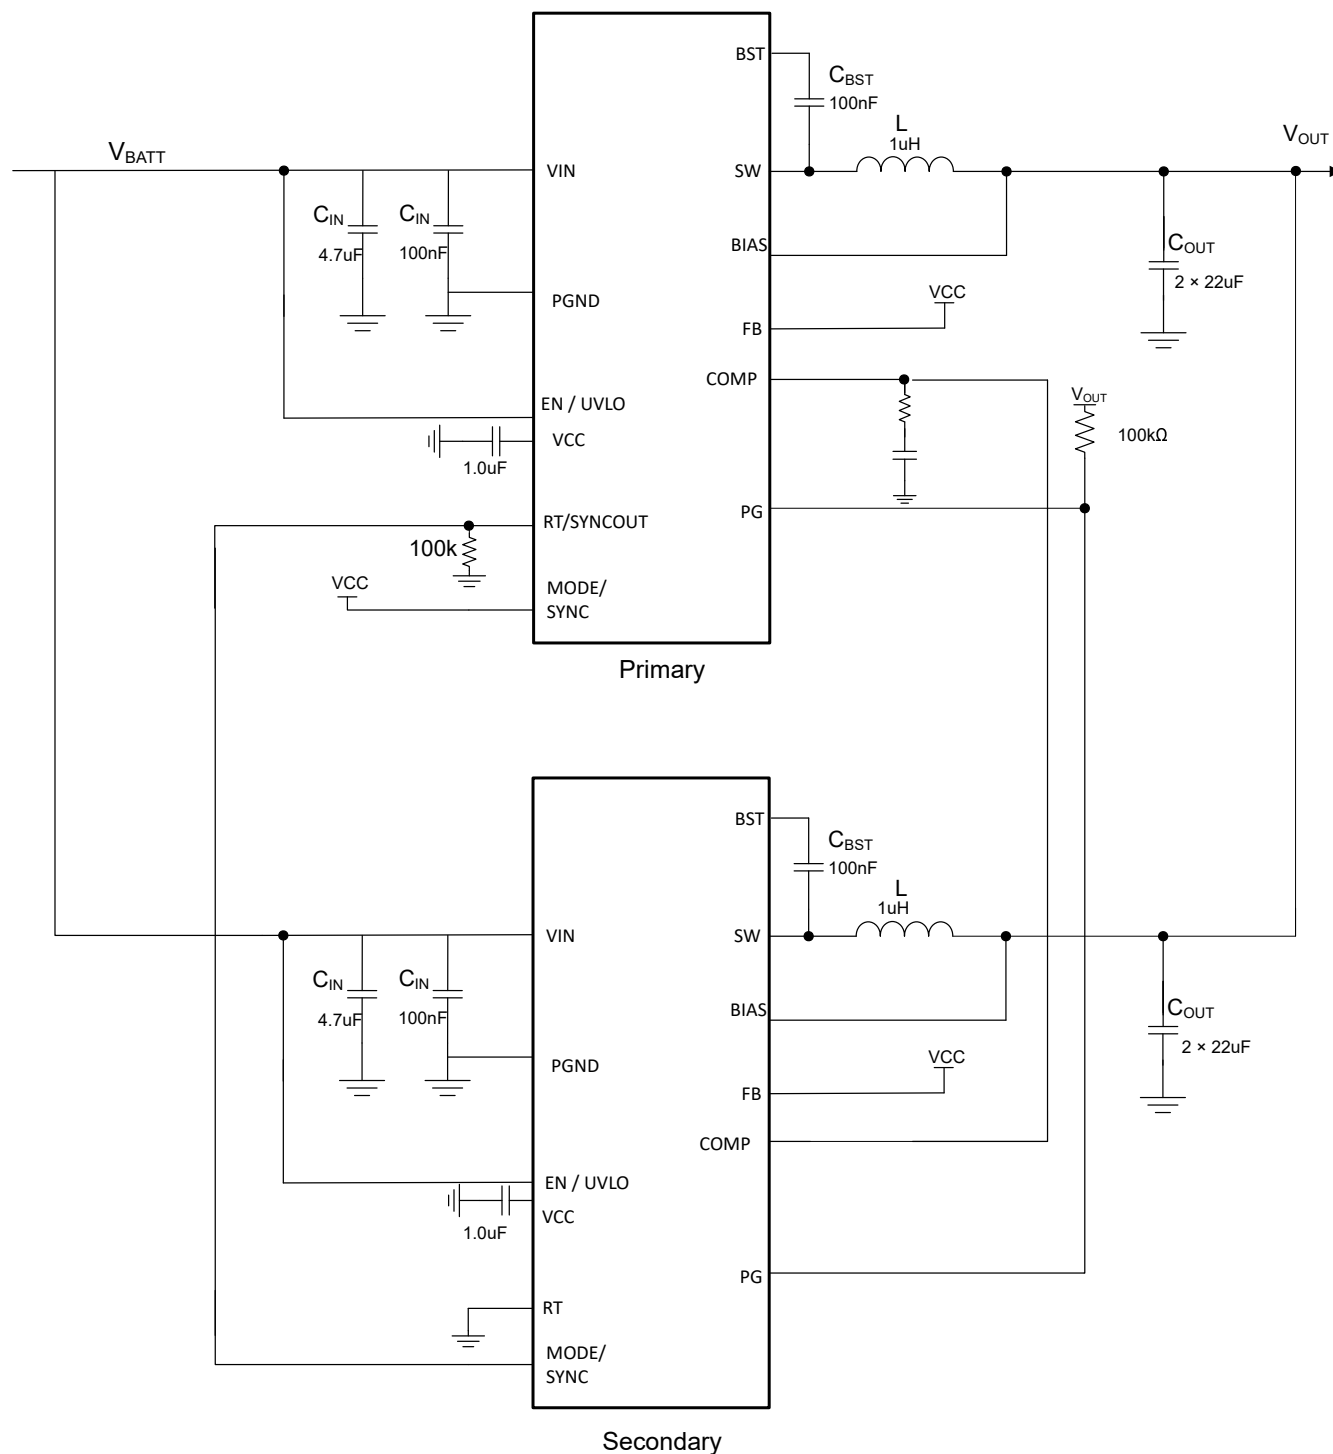 BST
C_BST
100nF
L
1uH
V_OUT
V_BATT
VIN
SW
C_IN
4.7uF
C_IN
100nF
BIAS
C_OUT
2 × 22uF
PGND
VCC
FB
COMP
EN / UVLO
V_OUT
100kΩ
VCC
1.0uF
PG
RT/SYNCOUT
100k
VCC
MODE/
SYNC
Primary
BST
C_BST
100nF
L
1uH
VIN
SW
C_IN
4.7uF
C_IN
100nF
BIAS
C_OUT
2 × 22uF
PGND
VCC
FB
COMP
EN / UVLO
VCC
1.0uF
PG
RT
MODE/
SYNC
Secondary